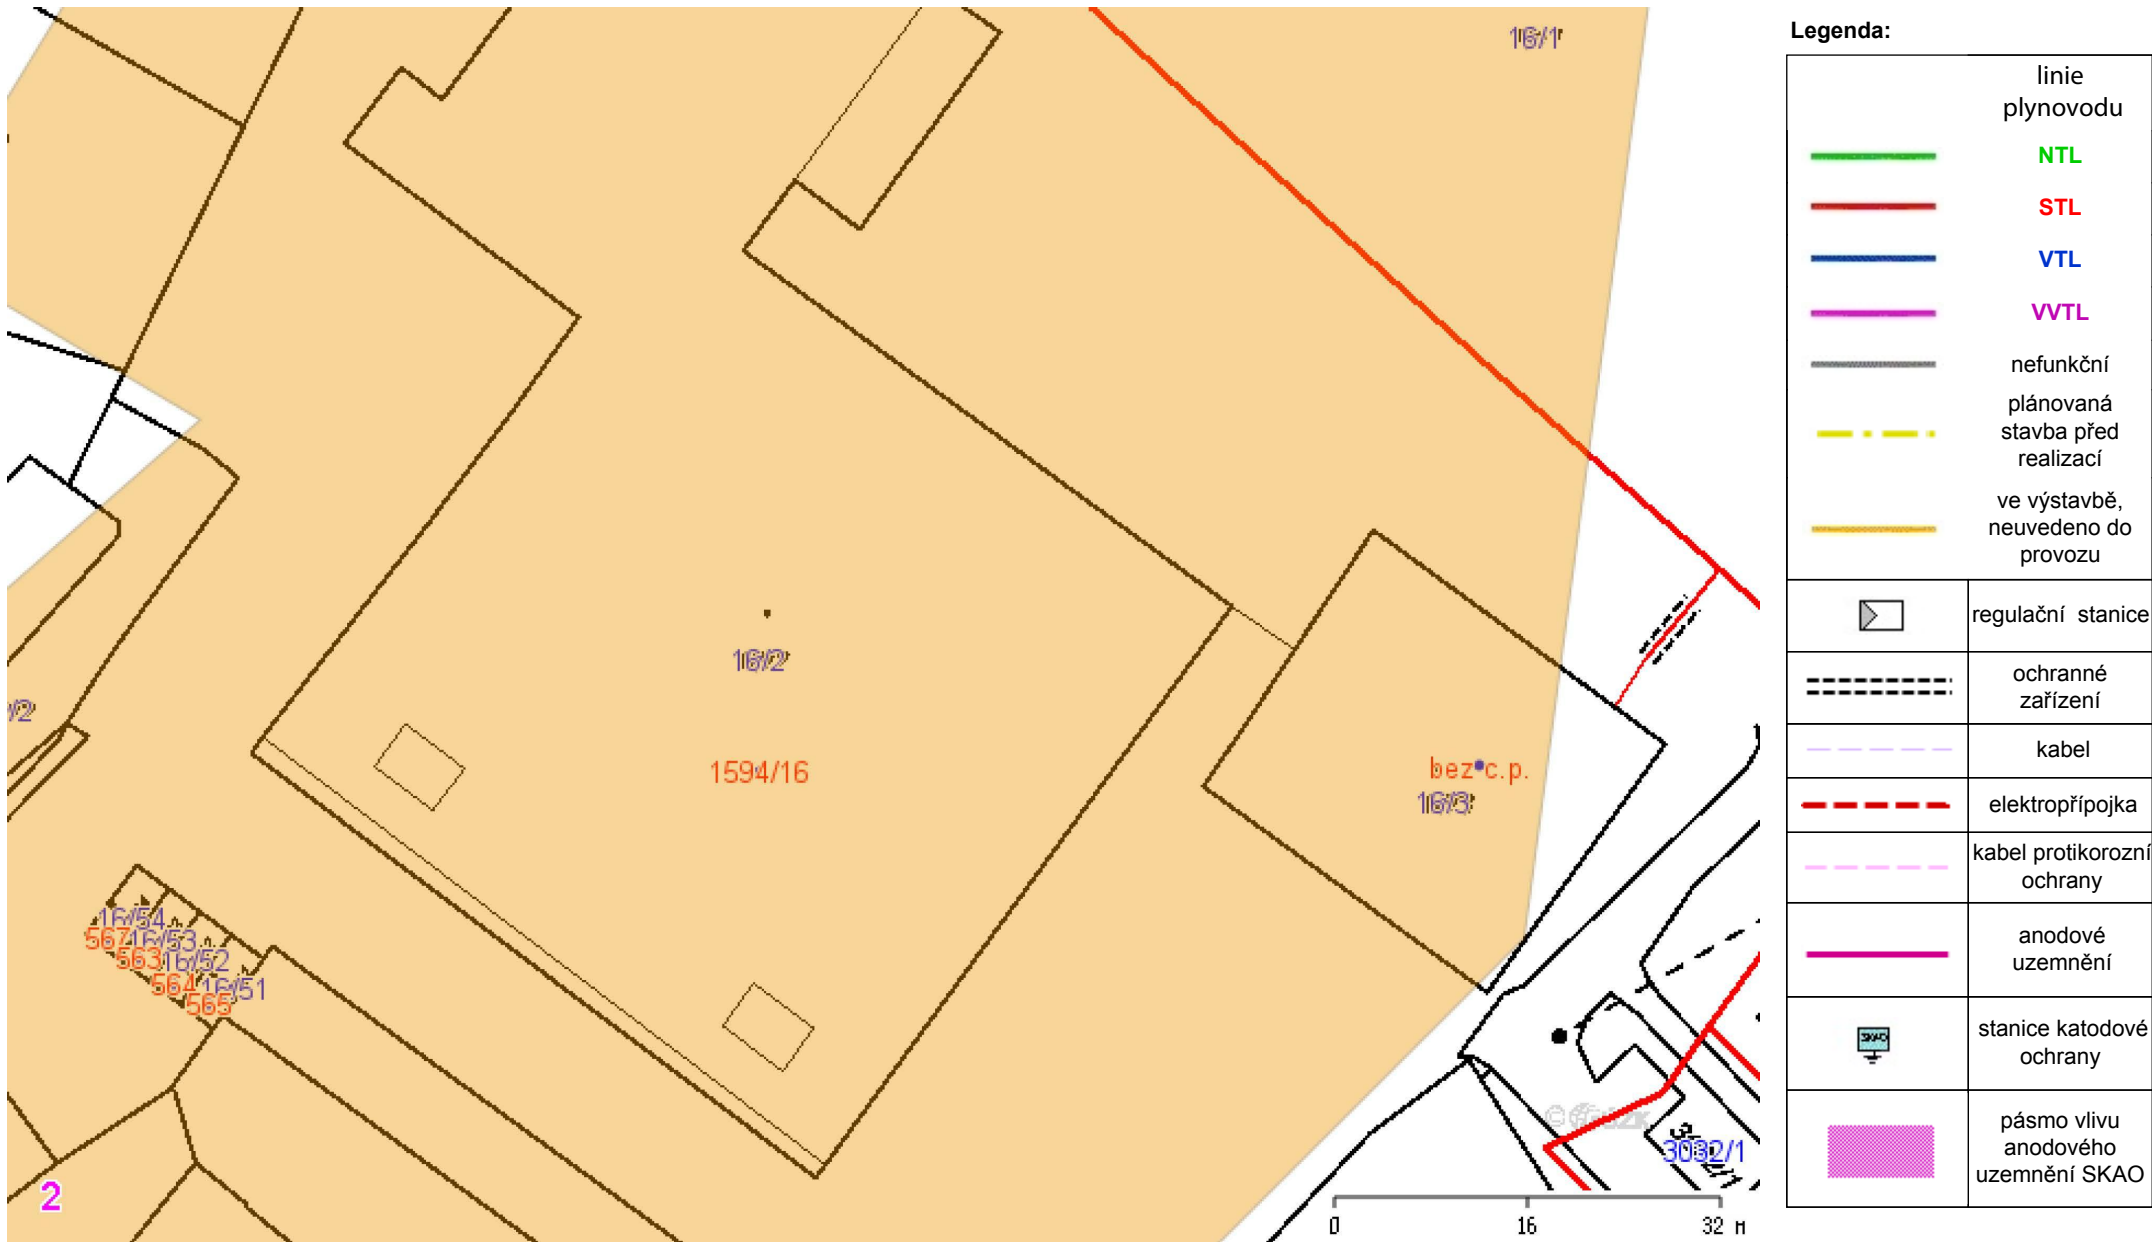 16/1
16/2
1594/16
/2
bez c.p.
16/3
16/54
567
16/53
563
16/52
564
16/51
565
2
3032/1
0
16
32 M
Legenda:
linie
plynovodu
NTL
STL
VTL
VVTL
nefunkční
plánovaná
stavba před
realizací
ve výstavbě,
neuvedeno do
provozu
regulační stanice
ochranné
zařízení
kabel
elektropřípojka
kabel protikorozní
ochrany
anodové
uzemnění
SKAO
stanice katodové
ochrany
pásmo vlivu
anodového
uzemnění SKAO